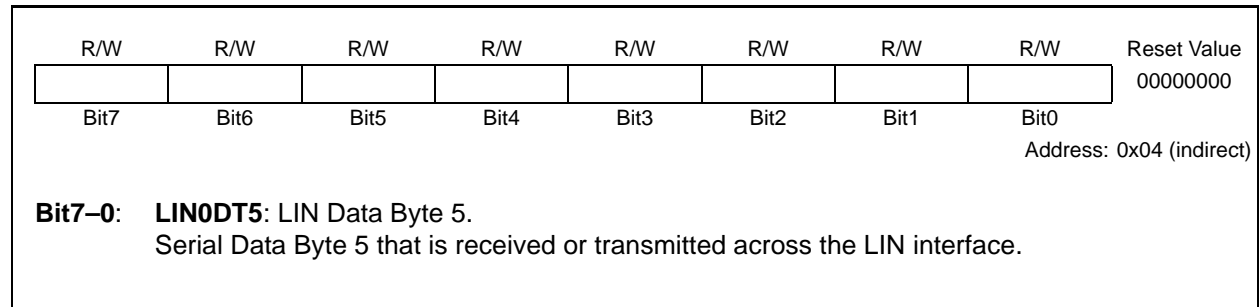 R/W R/W R/W R/W R/W R/W R/W R/W Reset Value
00000000
Bit7 Bit6 Bit5 Bit4 Bit3 Bit2 Bit1 Bit0
Address: 0x04 (indirect)
Bit7–0: LIN0DT5: LIN Data Byte 5.
Serial Data Byte 5 that is received or transmitted across the LIN interface.